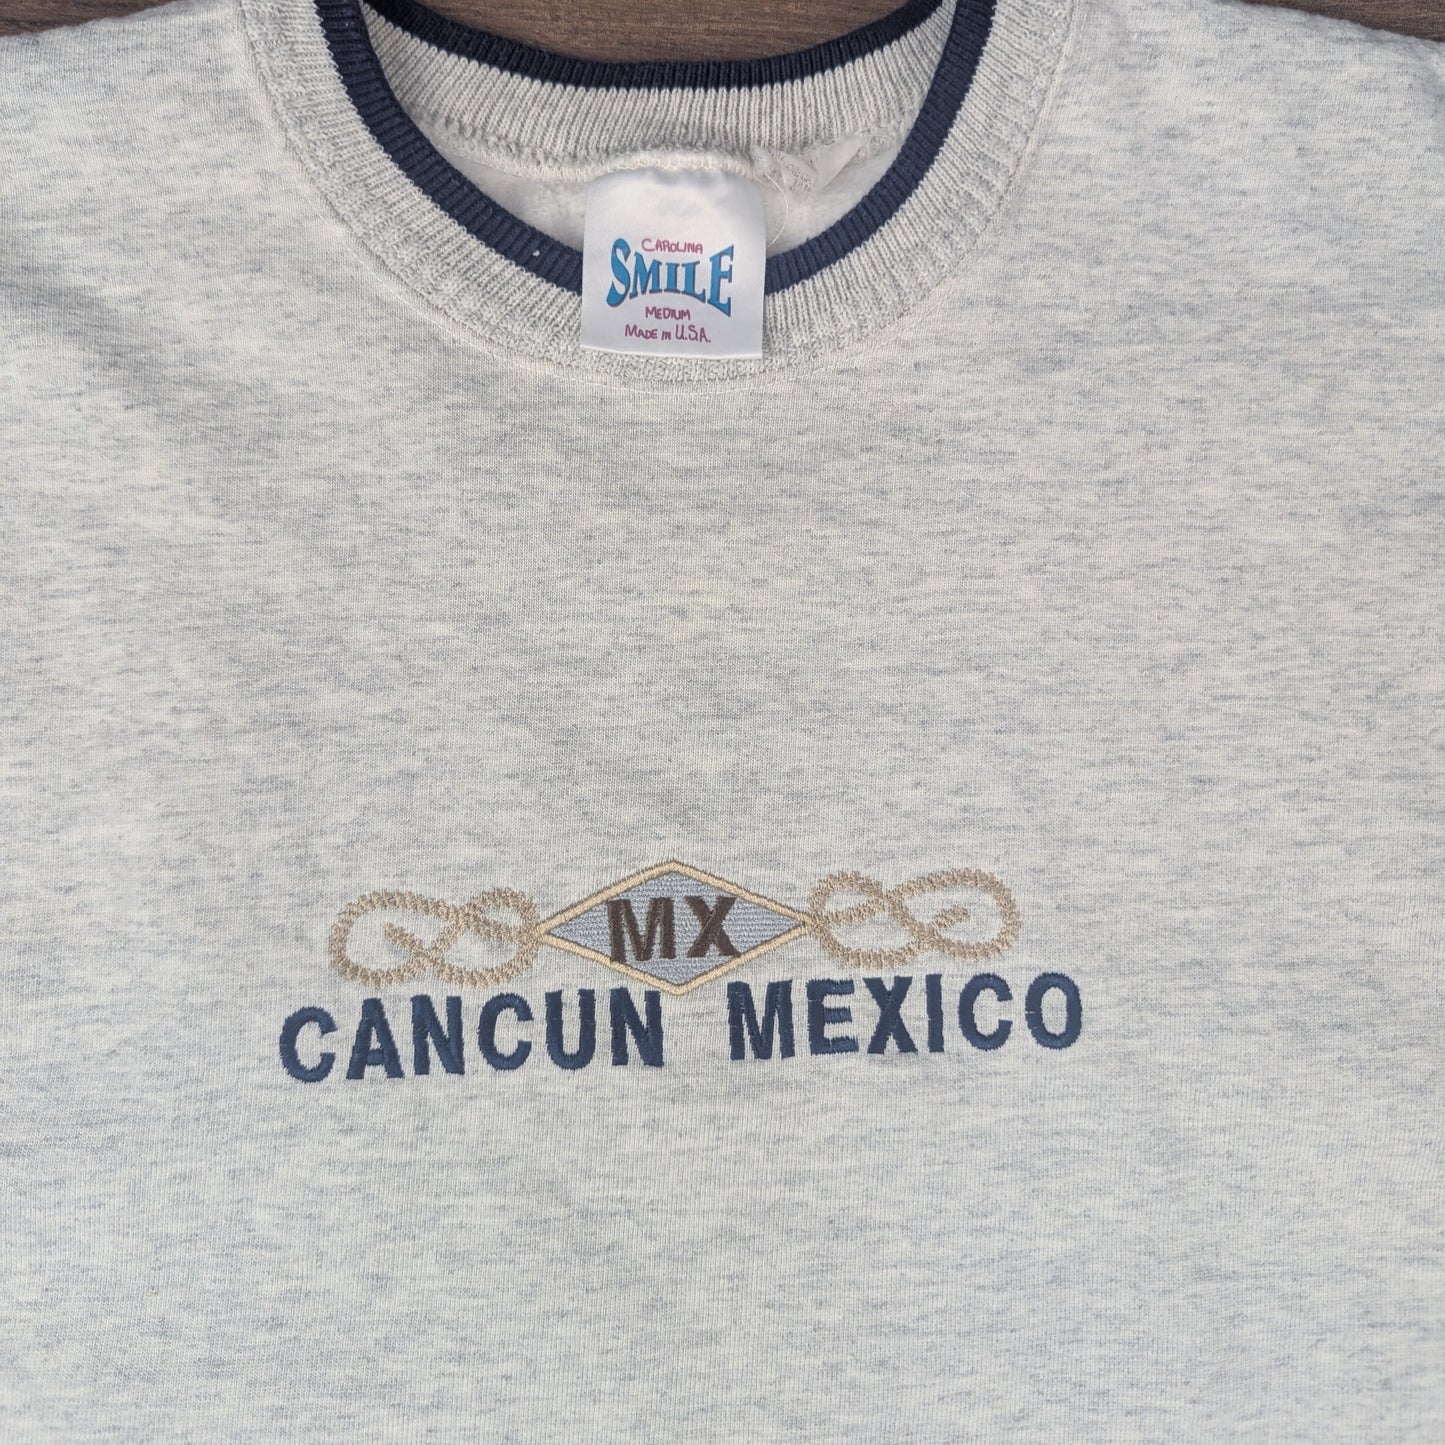 CAROLINA
SMILE
MEDIUM
MADE IN U.S.A.
MX
CANCUN MEXICO